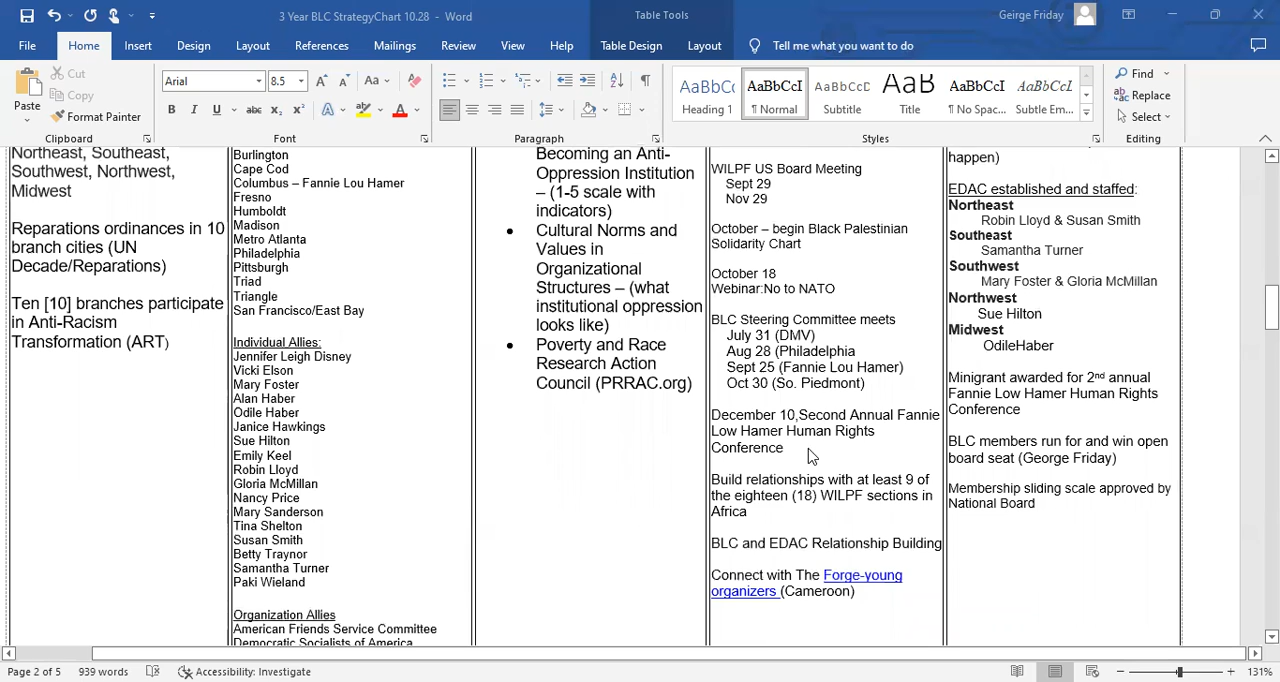 3 Year BLC StrategyChart 10.28 - Word
Table Tools
Geirge Friday
File
Home
Insert
Design
Layout
References
Mailings
Review
View
Help
Table Design
Layout
Tell me what you want to do
Paste
Cut
Copy
Format Painter
Clipboard
Arial
8.5
Font
Paragraph
AaBbC
Heading 1
AaBbCcI
¶ Normal
AaBbCcD
Subtitle
AaB
Title
AaBbCcI
¶ No Spac...
AaBbCcI
Subtle Em...
Styles
Find
Replace
Select
Editing
Northeast, Southeast,
Southwest, Northwest,
Midwest
Reparations ordinances in 10
branch cities (UN
Decade/Reparations)
Ten [10] branches participate
in Anti-Racism
Transformation (ART)
Burlington
Cape Cod
Columbus – Fannie Lou Hamer
Fresno
Humboldt
Madison
Metro Atlanta
Philadelphia
Pittsburgh
Triad
Triangle
San Francisco/East Bay
Individual Allies:
Jennifer Leigh Disney
Vicki Elson
Mary Foster
Alan Haber
Odile Haber
Janice Hawkings
Sue Hilton
Emily Keel
Robin Lloyd
Gloria McMillan
Nancy Price
Mary Sanderson
Tina Shelton
Susan Smith
Betty Traynor
Samantha Turner
Paki Wieland
Organization Allies
American Friends Service Committee
Democratic Socialists of America
Becoming an Anti-
Oppression Institution
– (1-5 scale with
indicators)
• Cultural Norms and
Values in
Organizational
Structures – (what
institutional oppression
looks like)
• Poverty and Race
Research Action
Council (PRRAC.org)
WILPF US Board Meeting
Sept 29
Nov 29
October – begin Black Palestinian
Solidarity Chart
October 18
Webinar:No to NATO
BLC Steering Committee meets
July 31 (DMV)
Aug 28 (Philadelphia
Sept 25 (Fannie Lou Hamer)
Oct 30 (So. Piedmont)
December 10,Second Annual Fannie
Low Hamer Human Rights
Conference
Build relationships with at least 9 of
the eighteen (18) WILPF sections in
Africa
BLC and EDAC Relationship Building
Connect with The Forge-young
organizers (Cameroon)
happen)
EDAC established and staffed:
Northeast
Robin Lloyd & Susan Smith
Southeast
Samantha Turner
Southwest
Mary Foster & Gloria McMillan
Northwest
Sue Hilton
Midwest
OdileHaber
Minigrant awarded for 2nd annual
Fannie Low Hamer Human Rights
Conference
BLC members run for and win open
board seat (George Friday)
Membership sliding scale approved by
National Board
Page 2 of 5
939 words
Accessibility: Investigate
131%